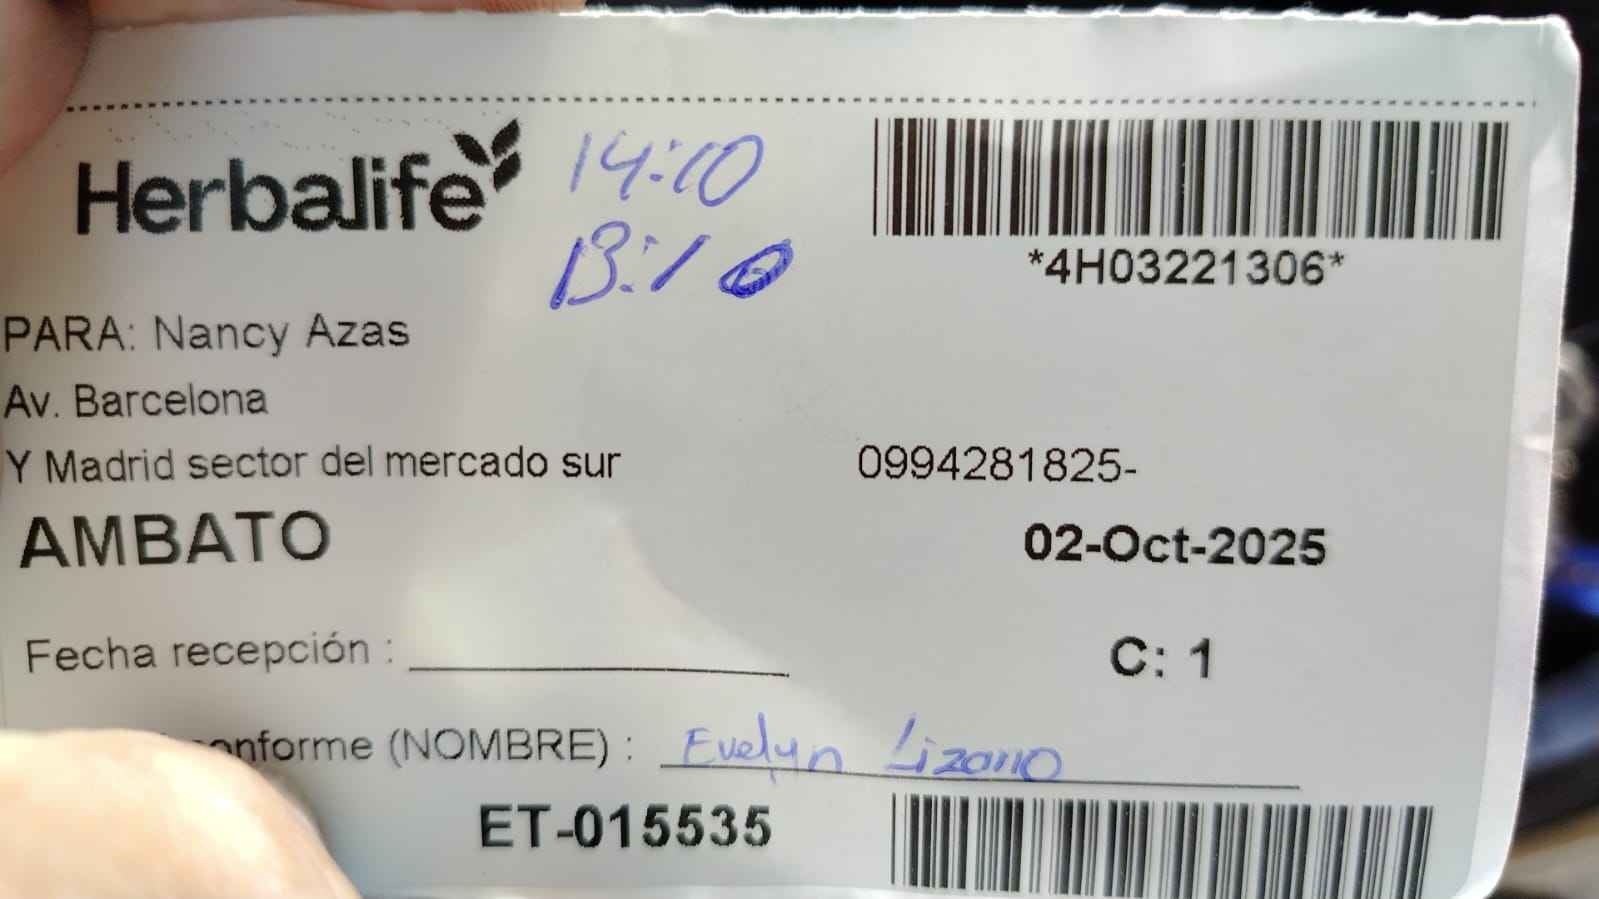 Herbalife
14:10
13:10
*4H03221306*
PARA: Nancy Azas
Av. Barcelona
Y Madrid sector del mercado sur
0994281825-
AMBATO
02-Oct-2025
Fecha recepción :
C: 1
conforme (NOMBRE) : Evelyn Lizano
ET-015535